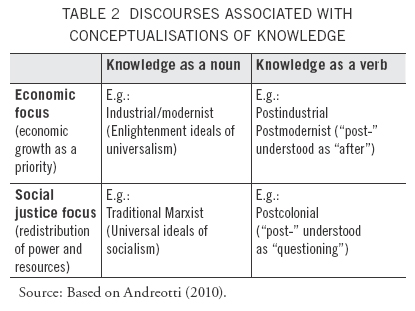 TABLE 2 DISCOURSES ASSOCIATED WITH
CONCEPTUALISATIONS OF KNOWLEDGE
Knowledge as a noun Knowledge as a verb
Economic
focus
(economic
growth as a
priority)
E.g.:
Industrial/modernist
(Enlightenment ideals of
universalism)
E.g.:
Postindustrial
Postmodernist (“post-”
understood as “after”)
Social
justice focus
(redistribution
of power and
resources)
E.g.:
Traditional Marxist
(Universal ideals of
socialism)
E.g.:
Postcolonial
(“post-” understood
as “questioning”)
Source: Based on Andreotti (2010).